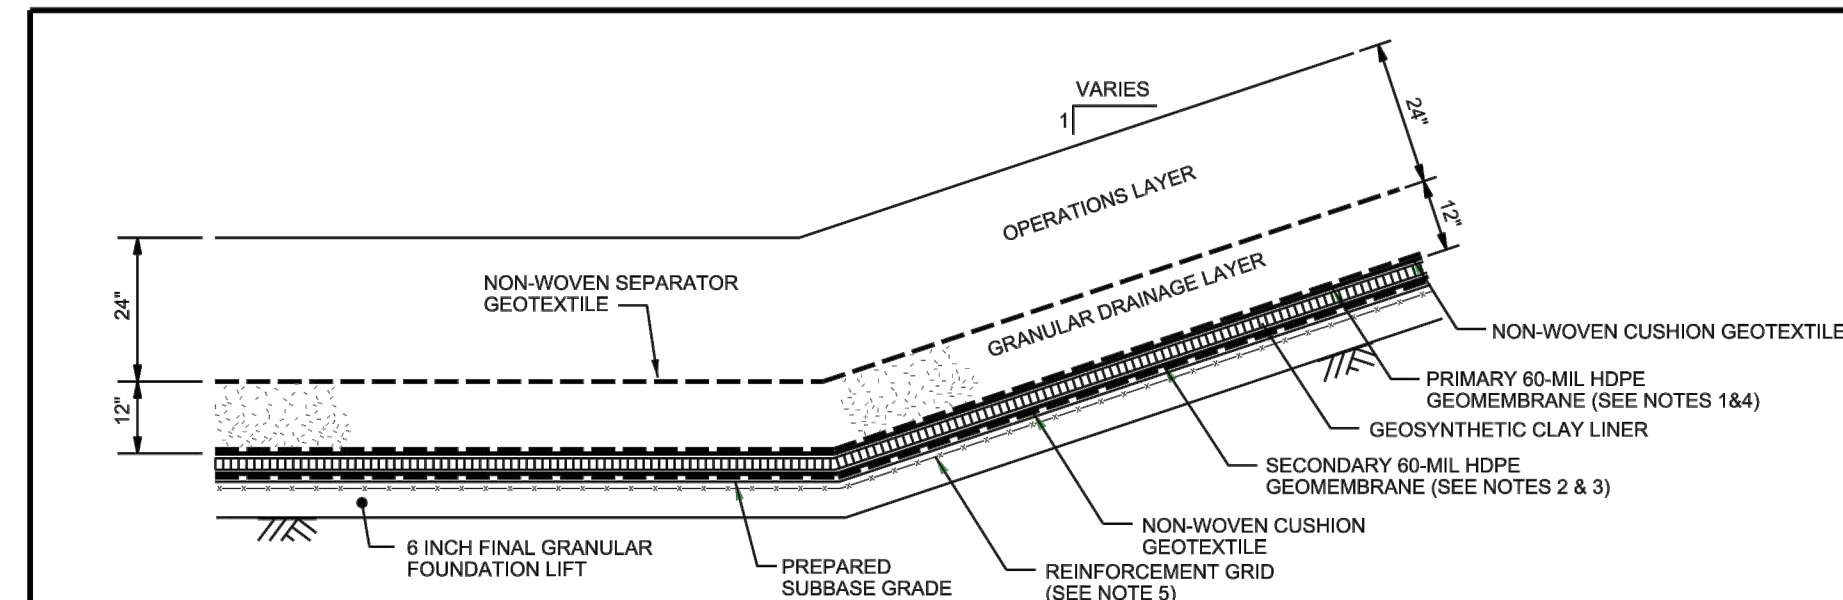 VARIES
1
24"
OPERATIONS LAYER
12"
GRANULAR DRAINAGE LAYER
NON-WOVEN SEPARATOR
GEOTEXTILE
24"
12"
NON-WOVEN CUSHION GEOTEXTILE
PRIMARY 60-MIL HDPE
GEOMEMBRANE (SEE NOTES 1&4)
GEOSYNTHETIC CLAY LINER
SECONDARY 60-MIL HDPE
GEOMEMBRANE (SEE NOTES 2 & 3)
NON-WOVEN CUSHION
GEOTEXTILE
REINFORCEMENT GRID
(SEE NOTE 5)
PREPARED
SUBBASE GRADE
6 INCH FINAL GRANULAR
FOUNDATION LIFT